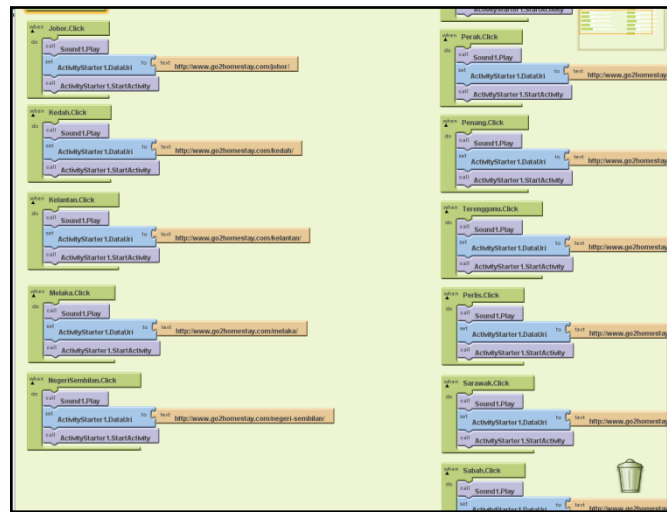 when Johor.Click
do call Sound1.Play
set ActivityStarter1.DataUri to text http://www.go2homestay.com/johor/
call ActivityStarter1.StartActivity
when Kedah.Click
do call Sound1.Play
set ActivityStarter1.DataUri to text http://www.go2homestay.com/kedah/
call ActivityStarter1.StartActivity
when Kelantan.Click
do call Sound1.Play
set ActivityStarter1.DataUri to text http://www.go2homestay.com/kelantan/
call ActivityStarter1.StartActivity
when Melaka.Click
do call Sound1.Play
set ActivityStarter1.DataUri to text http://www.go2homestay.com/melaka/
call ActivityStarter1.StartActivity
when NegeriSembilan.Click
do call Sound1.Play
set ActivityStarter1.DataUri to text http://www.go2homestay.com/negeri-sembilan/
call ActivityStarter1.StartActivity
call ActivityStarter1.StartActivity
when Perak.Click
do call Sound1.Play
set ActivityStarter1.DataUri to text http://www.go2homestay
call ActivityStarter1.StartActivity
when Penang.Click
do call Sound1.Play
set ActivityStarter1.DataUri to text http://www.go2homestay
call ActivityStarter1.StartActivity
when Terengganu.Click
do call Sound1.Play
set ActivityStarter1.DataUri to text http://www.go2homestay
call ActivityStarter1.StartActivity
when Perlis.Click
do call Sound1.Play
set ActivityStarter1.DataUri to text http://www.go2homestay
call ActivityStarter1.StartActivity
when Sarawak.Click
do call Sound1.Play
set ActivityStarter1.DataUri to text http://www.go2homestay
call ActivityStarter1.StartActivity
when Sabah.Click
do call Sound1.Play
set ActivityStarter1.DataUri to text http://www.go2homestay